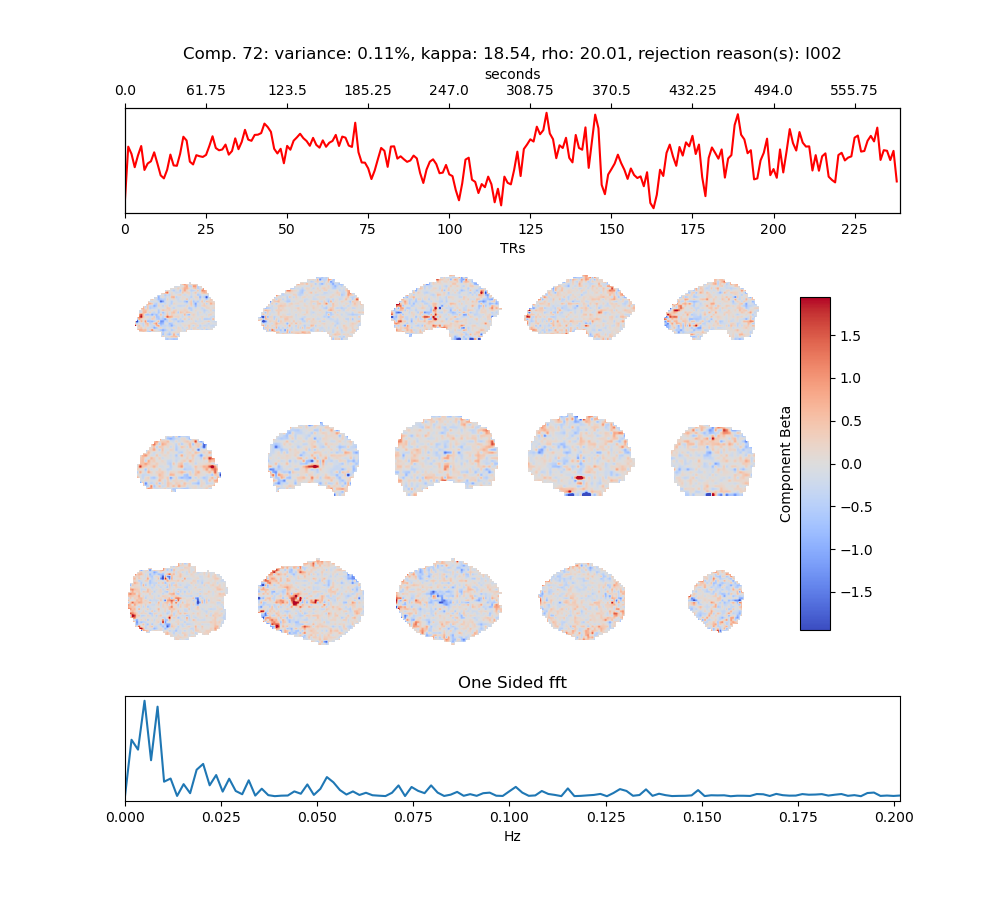 Comp. 72: variance: 0.11%, kappa: 18.54, rho: 20.01, rejection reason(s): I002
seconds
0.0 61.75 123.5 185.25 247.0 308.75 370.5 432.25 494.0 555.75
0 25 50 75 100 125 150 175 200 225
TRs
1.5
1.0
0.5
0.0
−0.5
−1.0
−1.5
Component Beta
One Sided fft
0.000 0.025 0.050 0.075 0.100 0.125 0.150 0.175 0.200
Hz